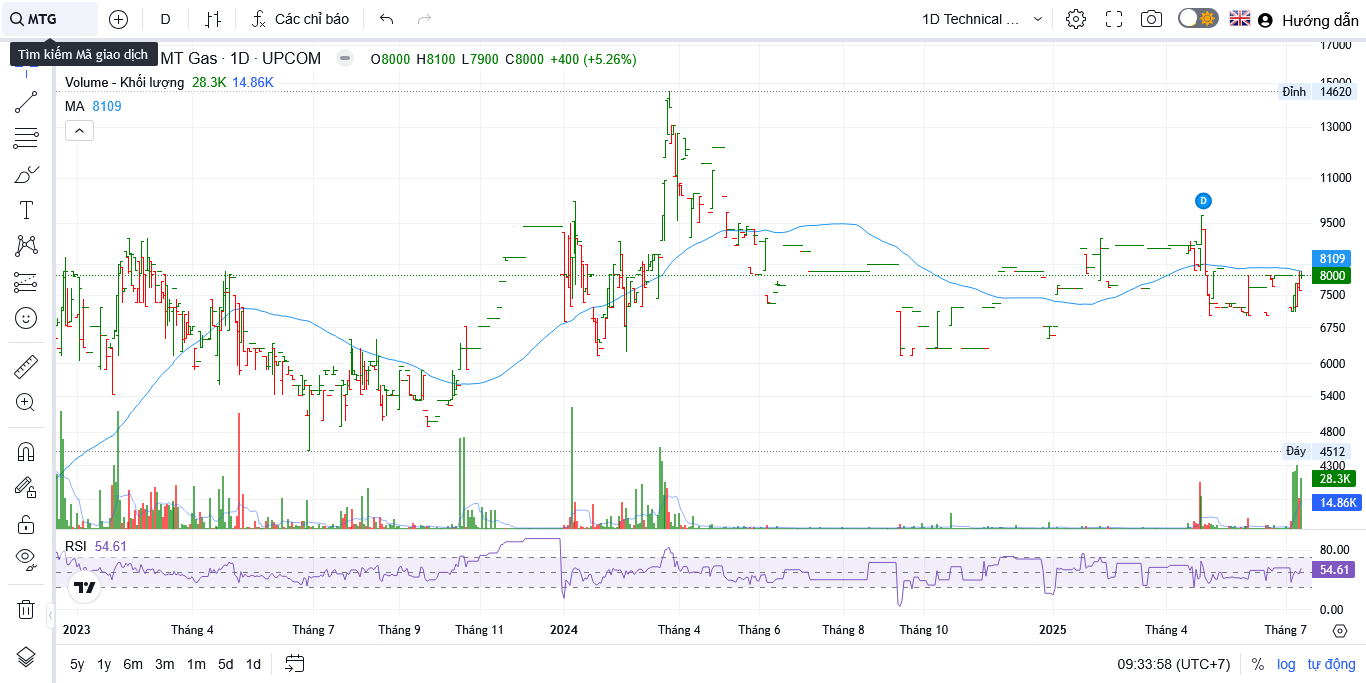 MTG
D
Các chỉ báo
1D Technical ...
Hướng dẫn
Tìm kiếm Mã giao dịch
MT Gas · 1D · UPCOM
O8000 H8100 L7900 C8000 +400 (+5.26%)
Volume - Khối lượng 28.3K 14.86K
MA 8109
17000
15000
Đỉnh 14620
13000
11000
9500
D
8109
8000
7500
6750
6000
5400
4800
Đáy 4512
4300
28.3K
14.86K
RSI 54.61
80.00
54.61
0.00
2023 Tháng 4 Tháng 7 Tháng 9 Tháng 11 2024 Tháng 4 Tháng 6 Tháng 8 Tháng 10 2025 Tháng 4 Tháng 7
5y 1y 6m 3m 1m 5d 1d
09:33:58 (UTC+7) % log tự động